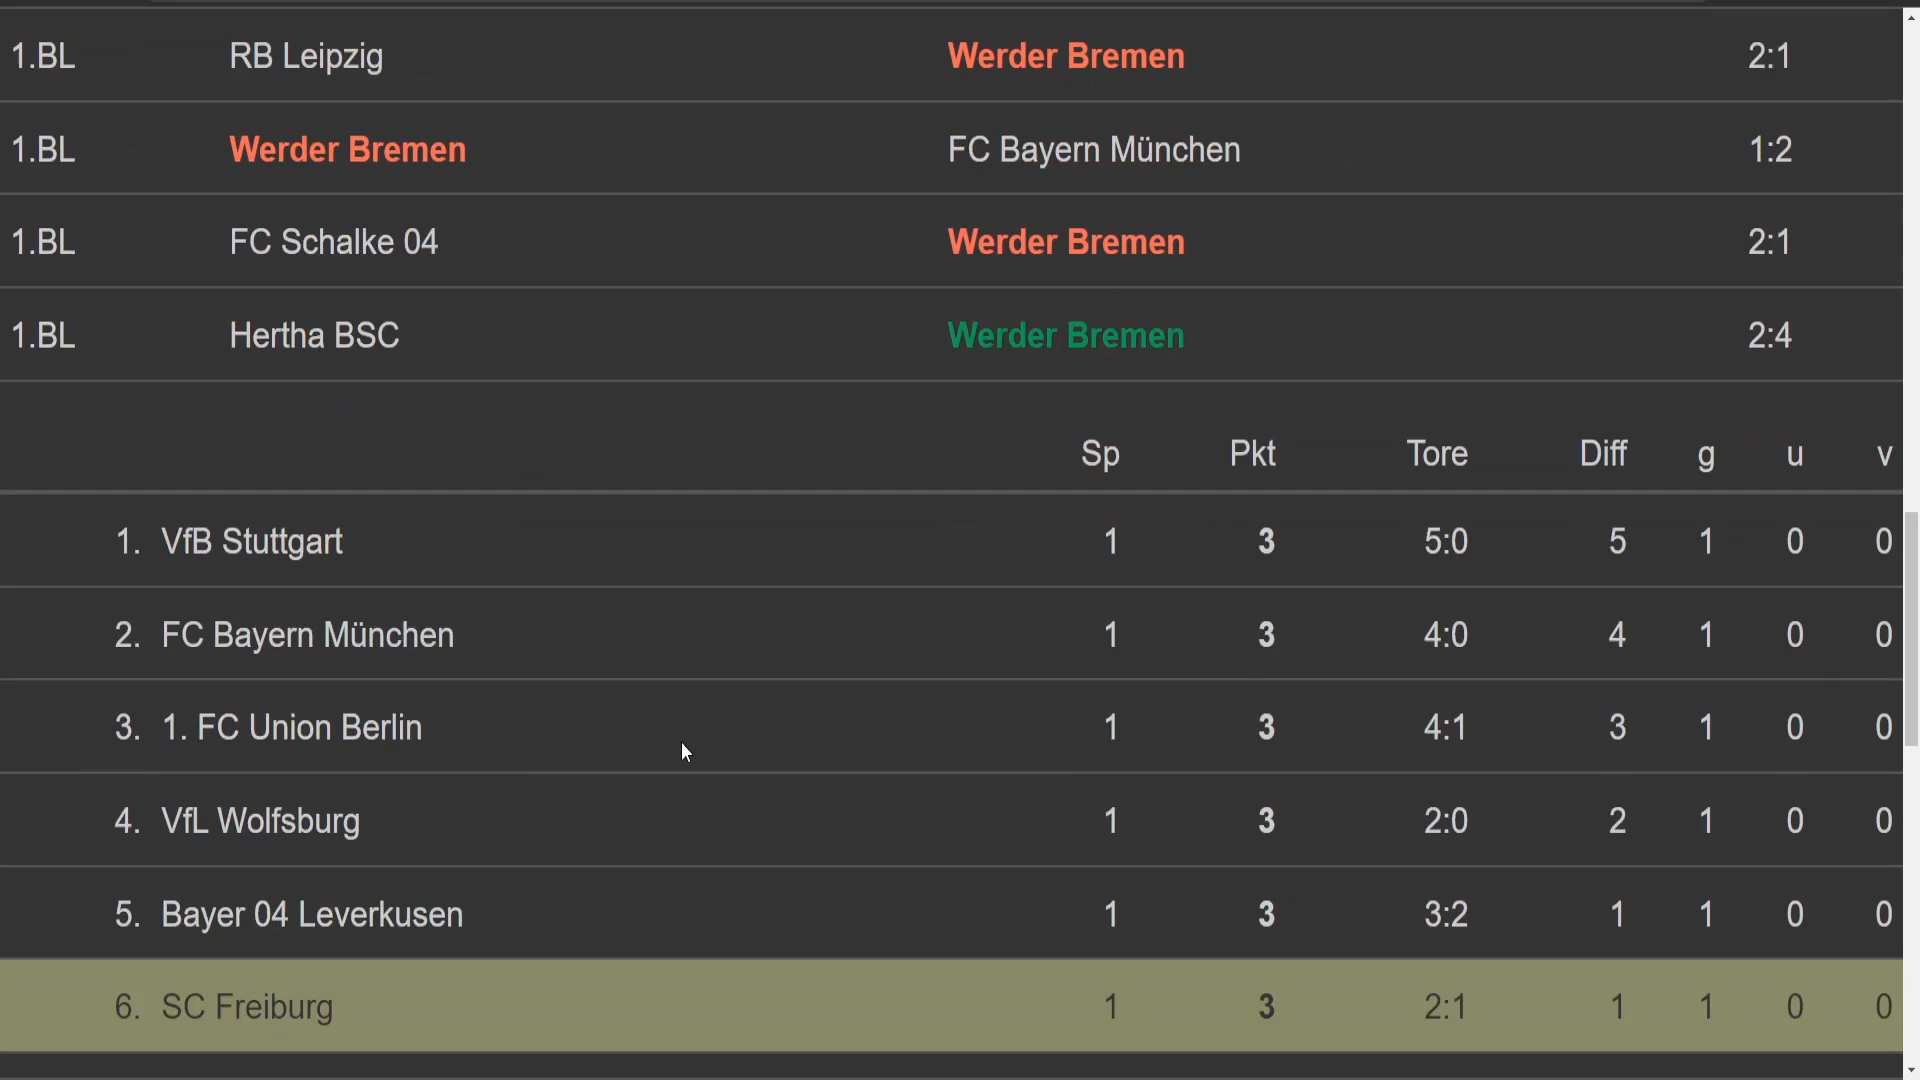 1.BL RB Leipzig Werder Bremen 2:1
1.BL Werder Bremen FC Bayern München 1:2
1.BL FC Schalke 04 Werder Bremen 2:1
1.BL Hertha BSC Werder Bremen 2:4
Sp Pkt Tore Diff g u v
1. VfB Stuttgart 1 3 5:0 5 1 0 0
2. FC Bayern München 1 3 4:0 4 1 0 0
3. 1. FC Union Berlin 1 3 4:1 3 1 0 0
4. VfL Wolfsburg 1 3 2:0 2 1 0 0
5. Bayer 04 Leverkusen 1 3 3:2 1 1 0 0
6. SC Freiburg 1 3 2:1 1 1 0 0